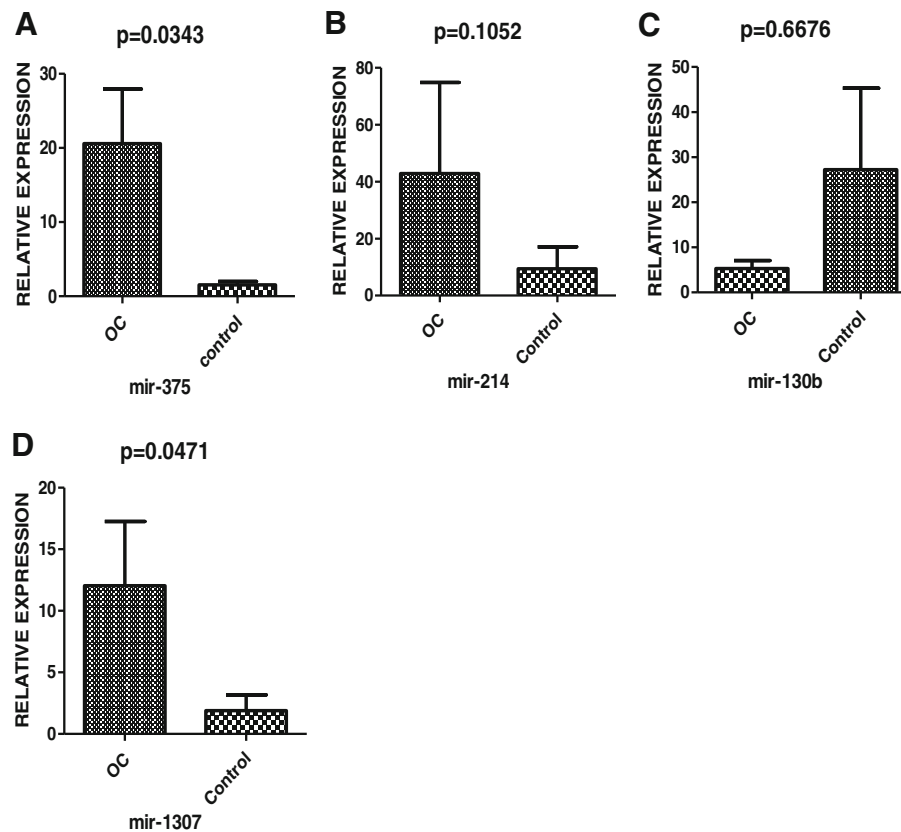 A
p=0.0343
RELATIVE EXPRESSION
30
20
10
0
OC
control
mir-375
B
p=0.1052
RELATIVE EXPRESSION
80
60
40
20
0
OC
Control
mir-214
C
p=0.6676
RELATIVE EXPRESSION
50
40
30
20
10
0
OC
Control
mir-130b
D
p=0.0471
RELATIVE EXPRESSION
20
15
10
5
0
OC
Control
mir-1307